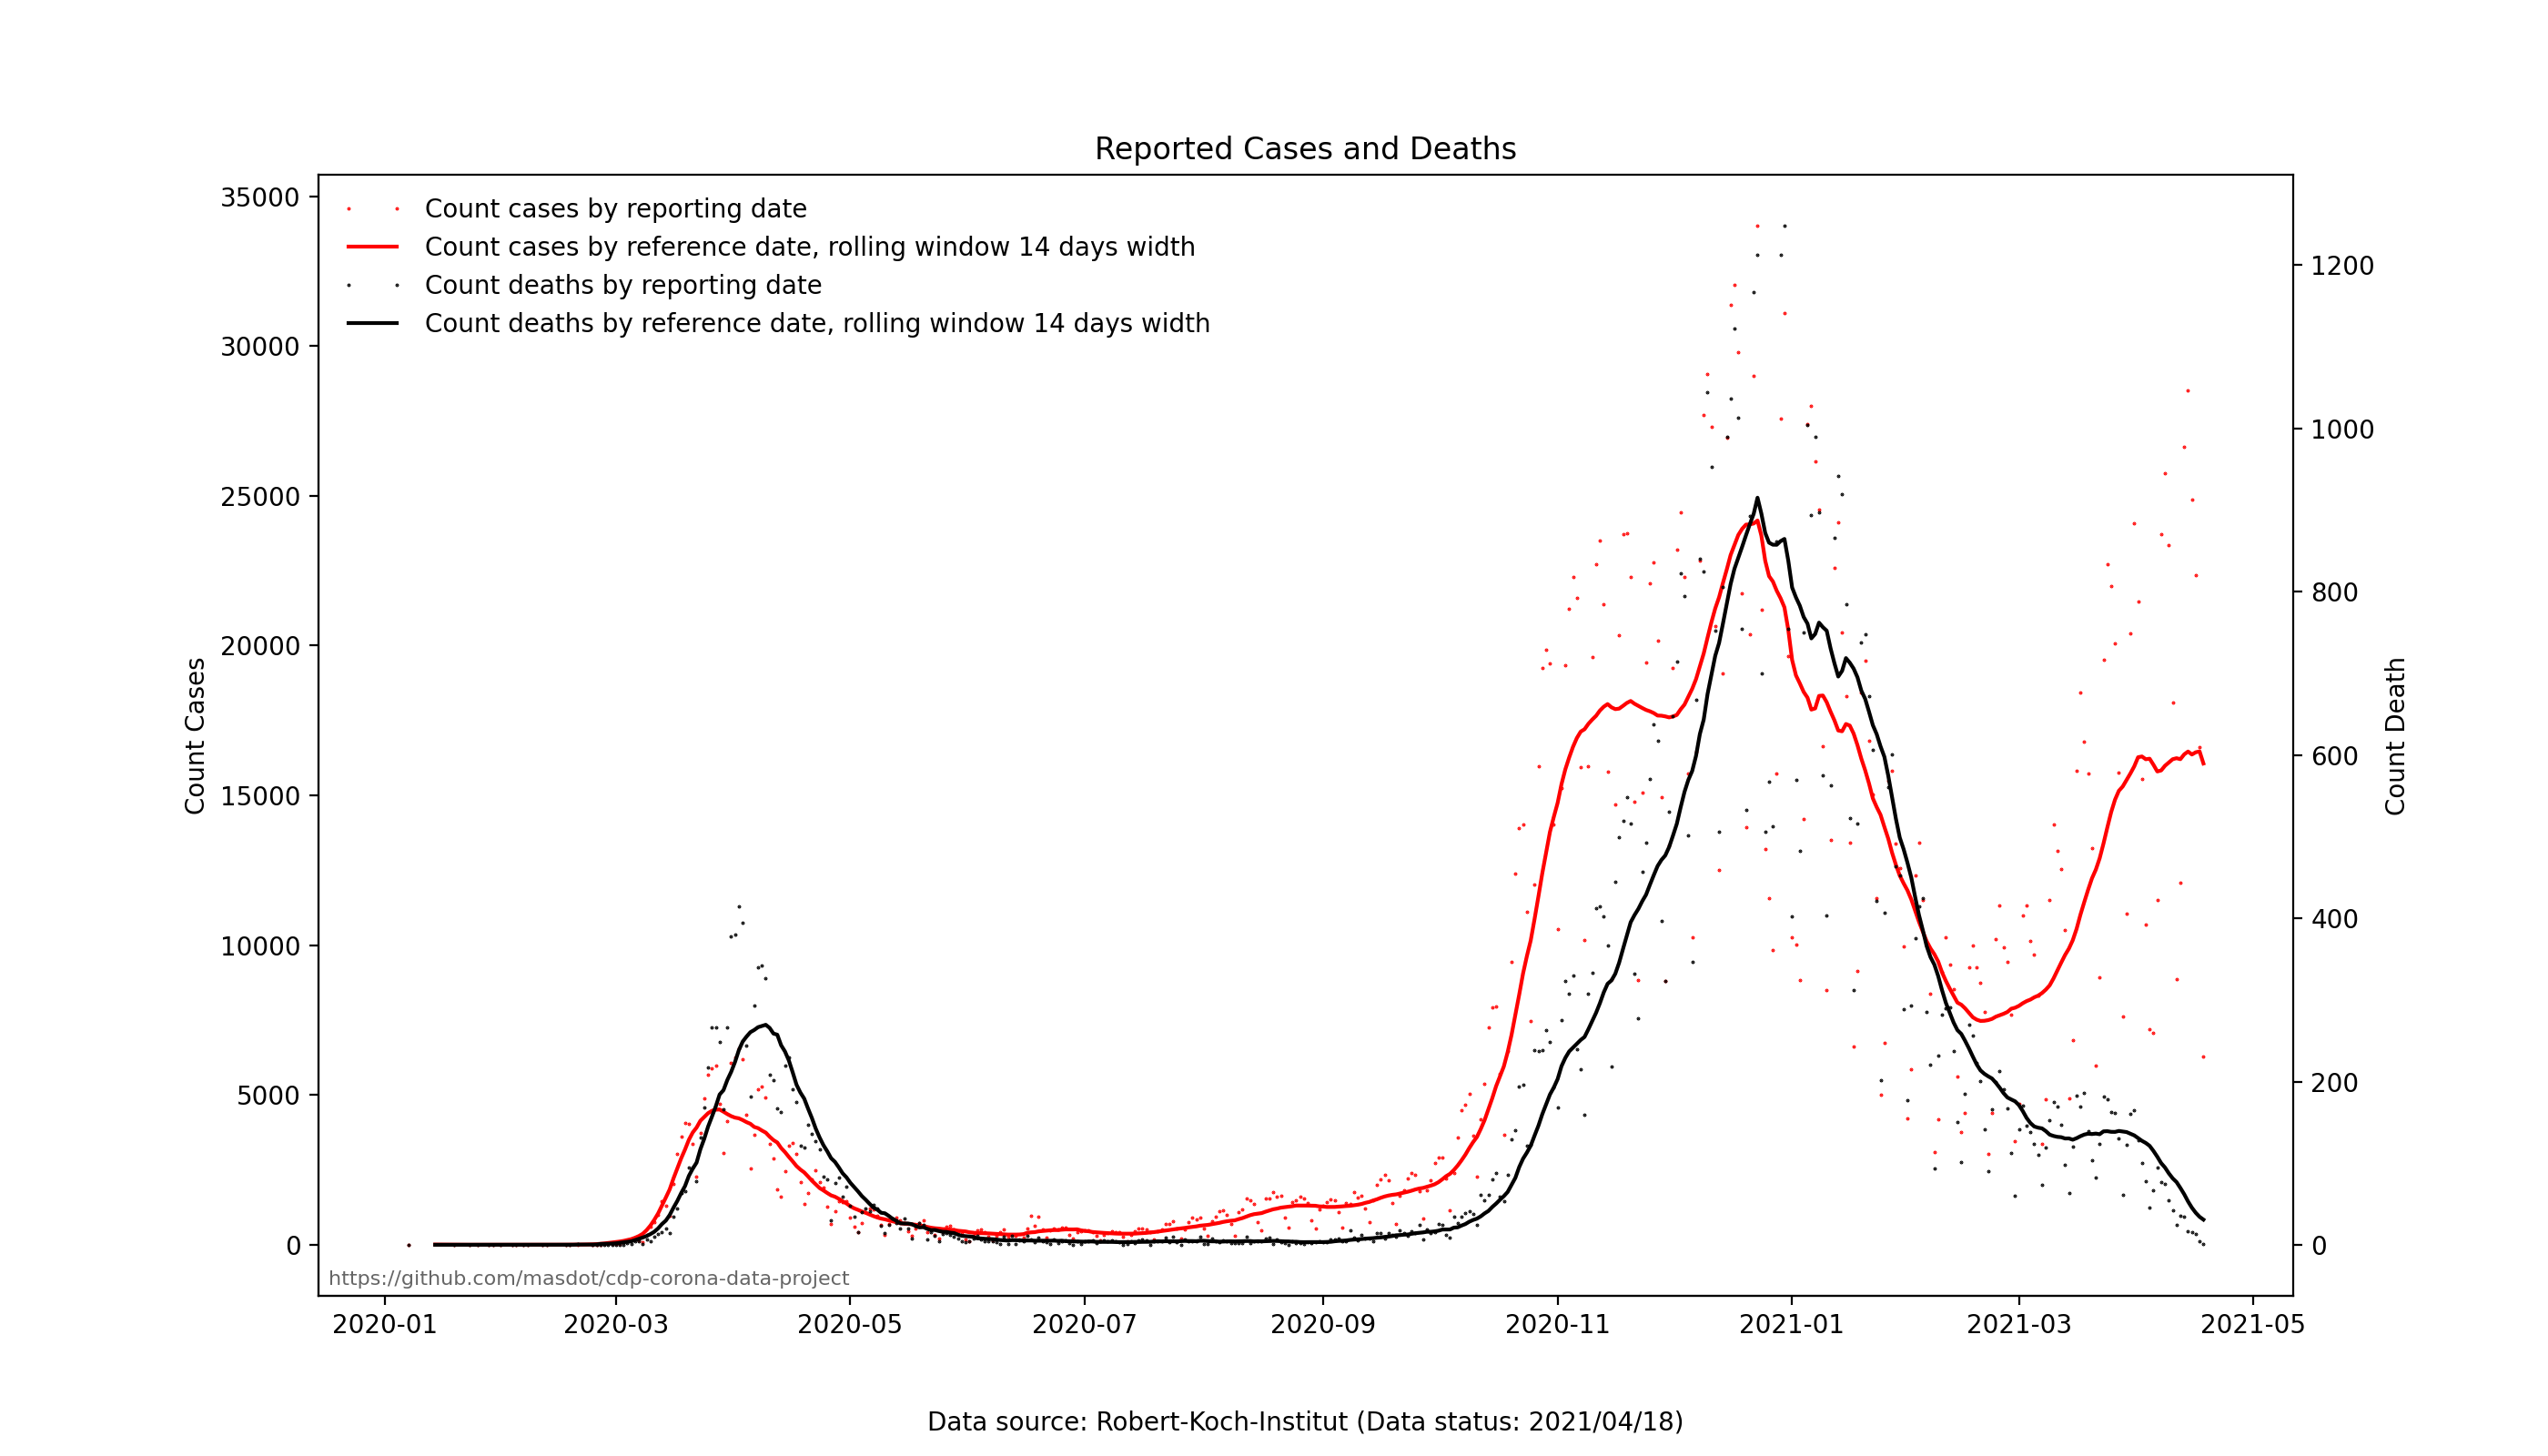 Reported Cases and Deaths
Count cases by reporting date
Count cases by reference date, rolling window 14 days width
Count deaths by reporting date
Count deaths by reference date, rolling window 14 days width
35000
30000
25000
20000
15000
10000
5000
0
Count Cases
1200
1000
800
600
400
200
0
Count Death
https://github.com/masdot/cdp-corona-data-project
2020-01 2020-03 2020-05 2020-07 2020-09 2020-11 2021-01 2021-03 2021-05
Data source: Robert-Koch-Institut (Data status: 2021/04/18)